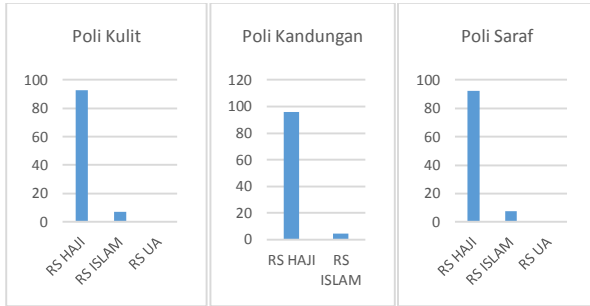 Poli Kulit
100
80
60
40
20
0
RS HAJI
RS ISLAM
RS UA
Poli Kandungan
120
100
80
60
40
20
0
RS HAJI
RS
ISLAM
Poli Saraf
100
80
60
40
20
0
RS HAJI
RS ISLAM
RS UA